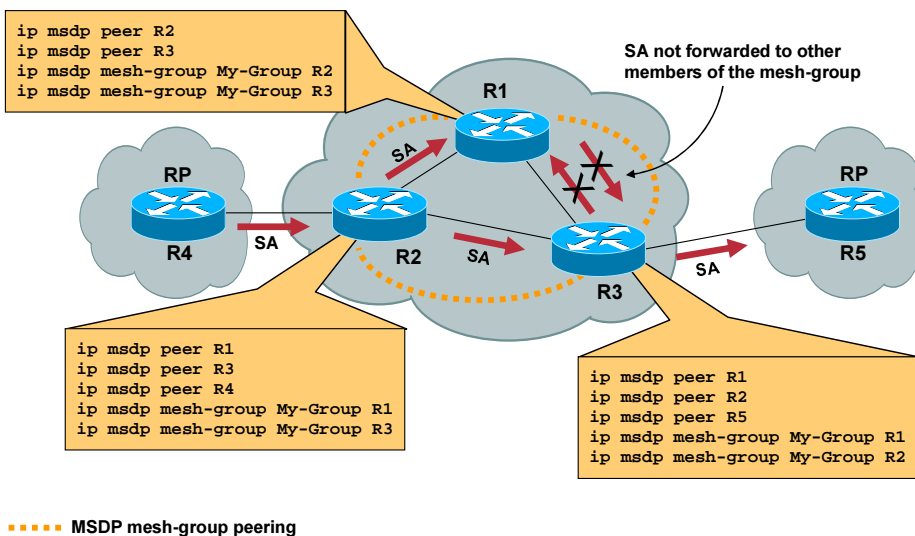 ip msdp peer R2
ip msdp peer R3
ip msdp mesh-group My-Group R2
ip msdp mesh-group My-Group R3
SA not forwarded to other
members of the mesh-group
R1
SA
X
X
RP
R4
SA
R2
SA
R3
SA
RP
R5
ip msdp peer R1
ip msdp peer R3
ip msdp peer R4
ip msdp mesh-group My-Group R1
ip msdp mesh-group My-Group R3
ip msdp peer R1
ip msdp peer R2
ip msdp peer R5
ip msdp mesh-group My-Group R1
ip msdp mesh-group My-Group R2
MSDP mesh-group peering